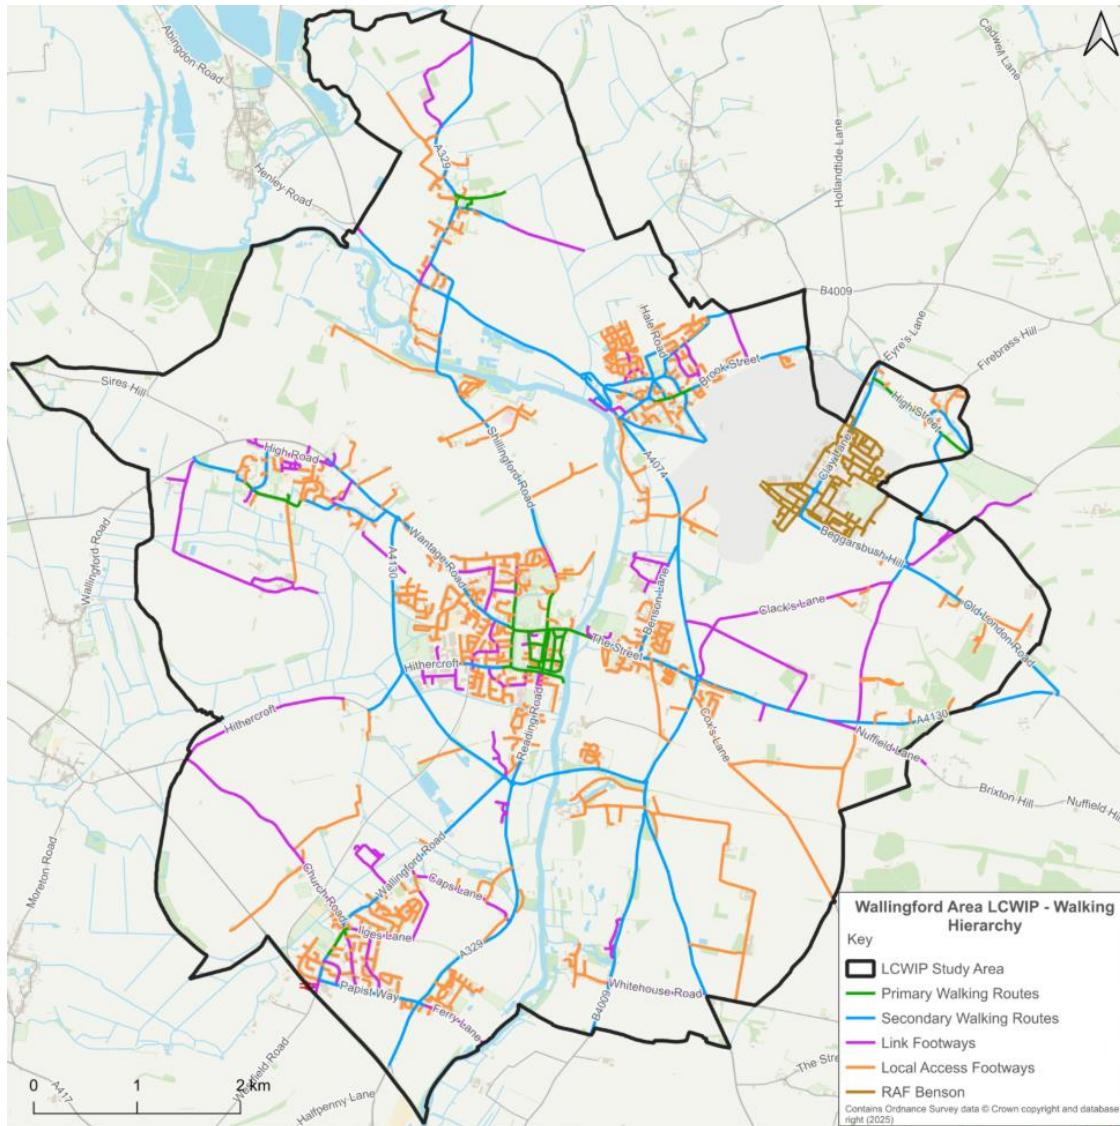 Abingdon Road
Cadwell Lane
A329
Henley Road
Hollandtide Lane
B4009
Hale Road
Eyre's Lane
Firebrass Hill
Sires Hill
Brook Street
High Street
Shillingford Road
A4074
Clay Lane
High Road
Wallingford Road
Wantage Road
A4130
Beggarsbush Hill
Benson Lane
Clack's Lane
Old London Road
The Street
Hithercroft
Reading Road
Cox's Lane
A4130
Nuffield Lane
Hithercroft
Brixton Hill
Nuffield Hil
Moreton Road
Wallingford Road
Church Road
Caps Lane
Ilges Lane
A329
Papist Way
Ferry Lane
Whitehouse Road
B4009
The Stre
Halfpenny Lane
A417
0 1 2 km
Wallingford Area LCWIP - Walking
Hierarchy
Key
LCWIP Study Area
Primary Walking Routes
Secondary Walking Routes
Link Footways
Local Access Footways
RAF Benson
Contains Ordnance Survey data © Crown copyright and database
right (2025)